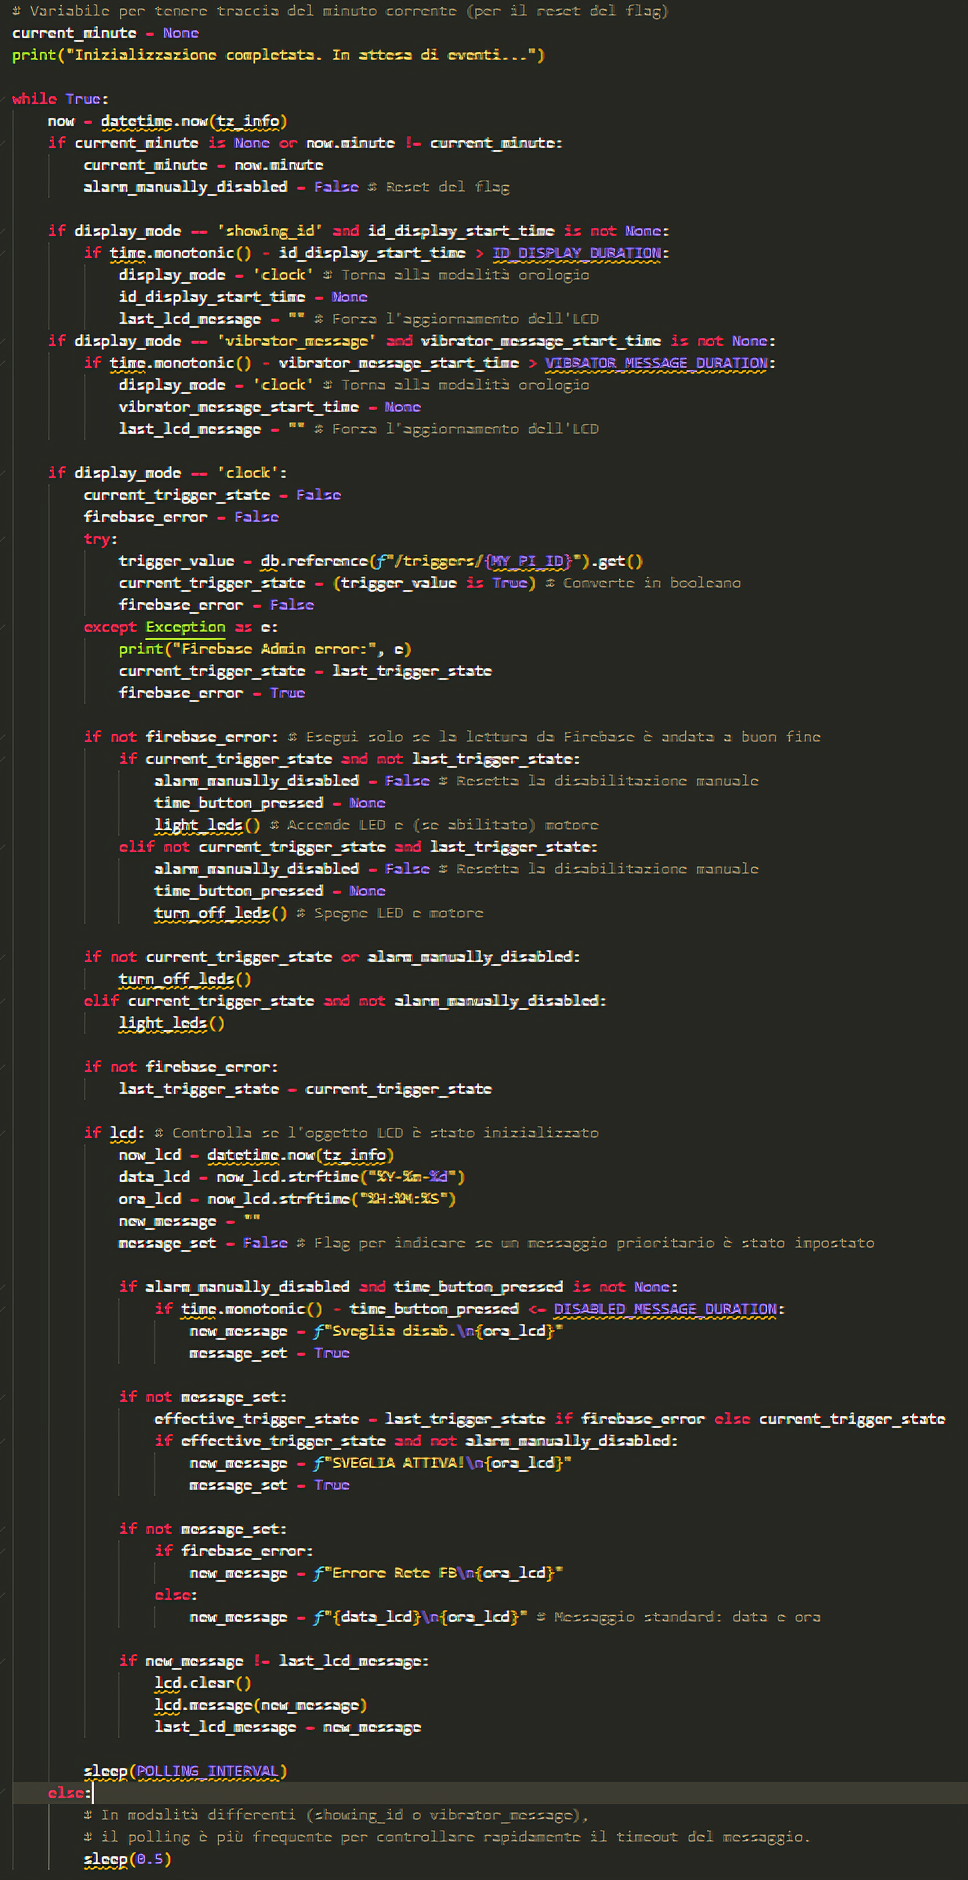 # Variabile per tenere traccia del minuto corrente (per il reset del flag)
current_minute = None
print("Inizializzazione completata. In attesa di eventi...")
while True:
    now = datetime.now(tz_info)
    if current_minute is None or now.minute != current_minute:
        current_minute = now.minute
        alarm_manually_disabled = False # Reset del flag
    if display_mode == 'showing_id' and id_display_start_time is not None:
        if time.monotonic() - id_display_start_time > ID_DISPLAY_DURATION:
            display_mode = 'clock' # Torna alla modalità orologio
            id_display_start_time = None
            last_lcd_message = "" # Forza l'aggiornamento dell'LCD
    if display_mode == 'vibrator_message' and vibrator_message_start_time is not None:
        if time.monotonic() - vibrator_message_start_time > VIBRATOR_MESSAGE_DURATION:
            display_mode = 'clock' # Torna alla modalità orologio
            vibrator_message_start_time = None
            last_lcd_message = "" # Forza l'aggiornamento dell'LCD
    if display_mode == 'clock':
        current_trigger_state = False
        firebase_error = False
        try:
            trigger_value = db.reference(f"/triggers/{MY_PI_ID}").get()
            current_trigger_state = (trigger_value is True) # Converte in booleano
            firebase_error = False
        except Exception as e:
            print("Firebase Admin error:", e)
            current_trigger_state = last_trigger_state
            firebase_error = True
        if not firebase_error: # Esegui solo se la lettura da Firebase è andata a buon fine
            if current_trigger_state and not last_trigger_state:
                alarm_manually_disabled = False # Resetta la disabilitazione manuale
                time_button_pressed = None
                light_leds() # Accende LED e (se abilitato) motore
            elif not current_trigger_state and last_trigger_state:
                alarm_manually_disabled = False # Resetta la disabilitazione manuale
                time_button_pressed = None
                turn_off_leds() # Spegne LED e motore
        if not current_trigger_state or alarm_manually_disabled:
            turn_off_leds()
        elif current_trigger_state and not alarm_manually_disabled:
            light_leds()
        if not firebase_error:
            last_trigger_state = current_trigger_state
        if lcd: # Controlla se l'oggetto LCD è stato inizializzato
            now_lcd = datetime.now(tz_info)
            data_lcd = now_lcd.strftime("%Y-%m-%d")
            ora_lcd = now_lcd.strftime("%H:%M:%S")
            new_message = ""
            message_set = False # Flag per indicare se un messaggio prioritario è stato impostato
            if alarm_manually_disabled and time_button_pressed is not None:
                if time.monotonic() - time_button_pressed <= DISABLED_MESSAGE_DURATION:
                    new_message = f"Sveglia disab.\n{ora_lcd}"
                    message_set = True
            if not message_set:
                effective_trigger_state = last_trigger_state if firebase_error else current_trigger_state
                if effective_trigger_state and not alarm_manually_disabled:
                    new_message = f"SVEGLIA ATTIVA!\n{ora_lcd}"
                    message_set = True
            if not message_set:
                if firebase_error:
                    new_message = f"Errore Rete FB\n{ora_lcd}"
                else:
                    new_message = f"{data_lcd}\n{ora_lcd}" # Messaggio standard: data e ora
            if new_message != last_lcd_message:
                lcd.clear()
                lcd.message(new_message)
                last_lcd_message = new_message
        sleep(POLLING_INTERVAL)
    else:
        # In modalità differenti (showing_id o vibrator_message),
        # il polling è più frequente per controllare rapidamente il timeout del messaggio.
        sleep(0.5)